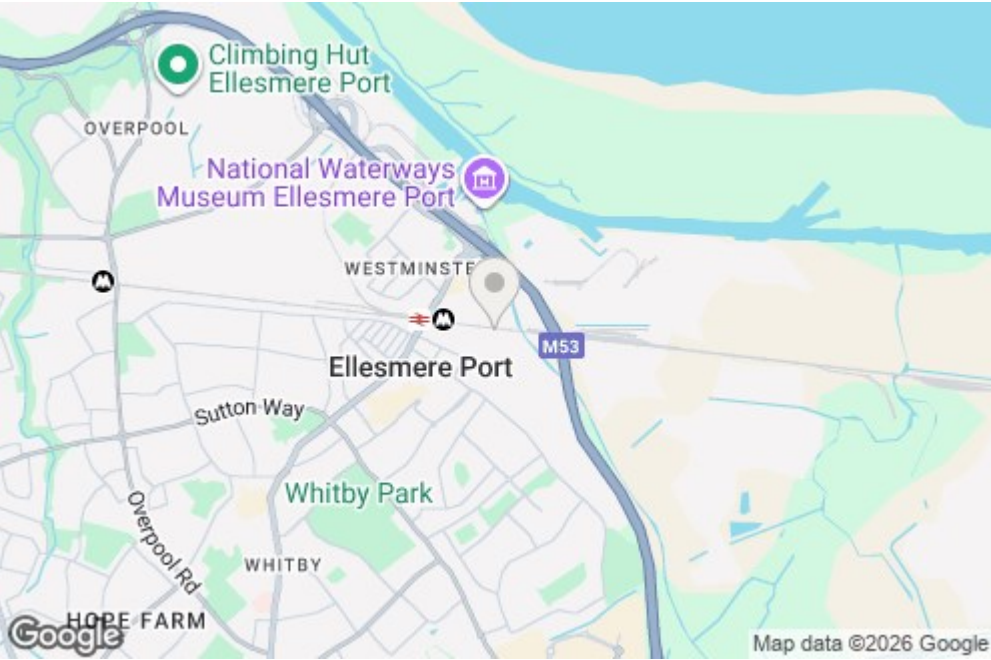 Climbing Hut
Ellesmere Port
OVERPOOL
National Waterways
Museum Ellesmere Port
WESTMINSTE
M53
Ellesmere Port
Sutton Way
Whitby Park
Overpool Rd
WHITBY
HOPE FARM
Google
Map data ©2026 Google